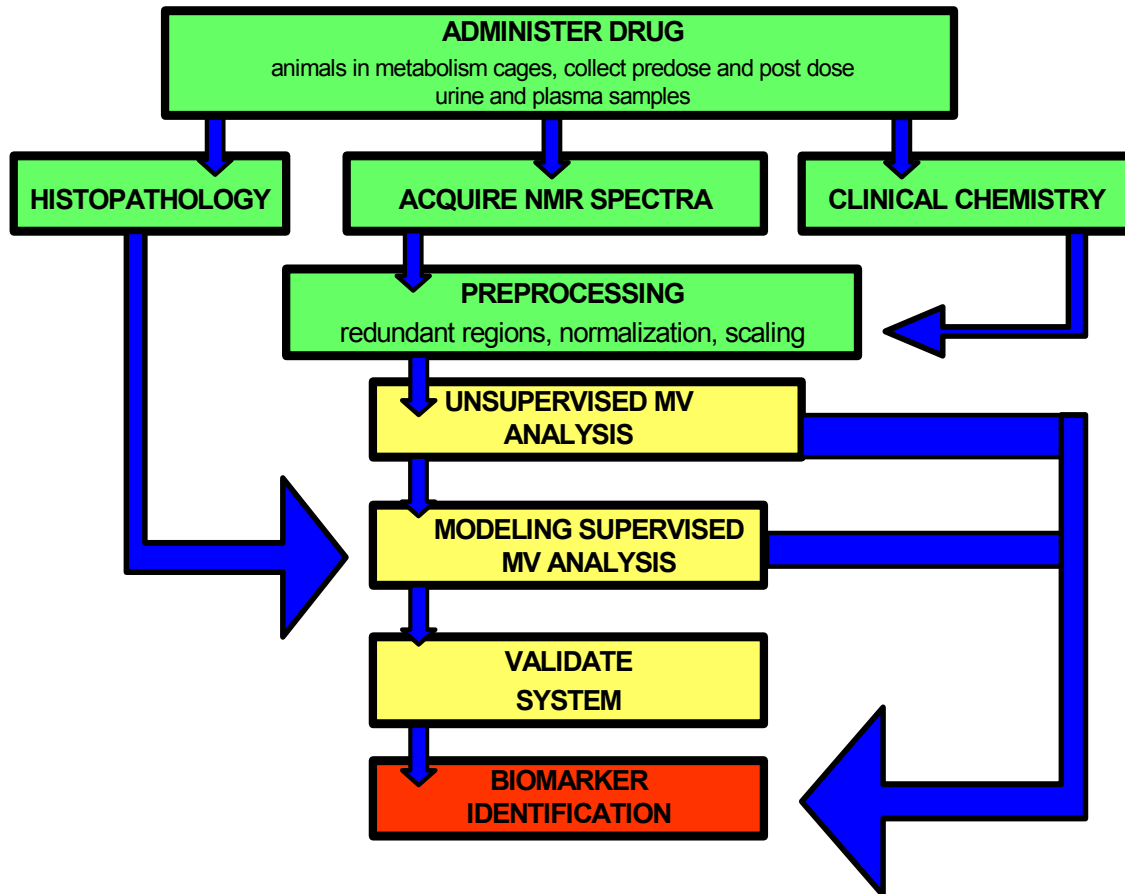 ADMINISTER DRUG
animals in metabolism cages, collect predose and post dose
urine and plasma samples
HISTOPATHOLOGY
ACQUIRE NMR SPECTRA
CLINICAL CHEMISTRY
PREPROCESSING
redundant regions, normalization, scaling
UNSUPERVISED MV
ANALYSIS
MODELING SUPERVISED
MV ANALYSIS
VALIDATE
SYSTEM
BIOMARKER
IDENTIFICATION